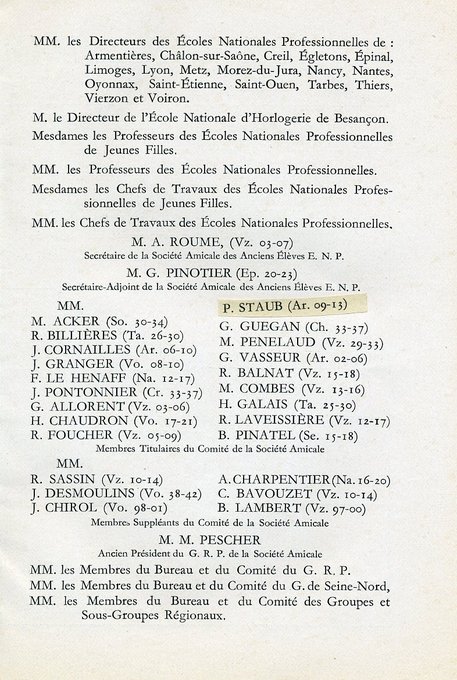 MM. les Directeurs des Écoles Nationales Professionnelles de :
Armentières, Châlon-sur-Saône, Creil, Égletons, Épinal,
Limoges, Lyon, Metz, Morez-du-Jura, Nancy, Nantes,
Oyonnax, Saint-Étienne, Saint-Ouen, Tarbes, Thiers,
Vierzon et Voiron.
M. le Directeur de l'École Nationale d'Horlogerie de Besançon.
Mesdames les Professeurs des Écoles Nationales Professionnelles
de Jeunes Filles.
MM. les Professeurs des Écoles Nationales Professionnelles.
Mesdames les Chefs de Travaux des Écoles Nationales Profes-
sionnelles de Jeunes Filles.
MM. les Chefs de Travaux des Écoles Nationales Professionnelles.
M. A. ROUME, (Vz. 03-07)
Secrétaire de la Société Amicale des Anciens Élèves E. N. P.
M. G. PINOTIER (Ep. 20-23)
Secrétaire-Adjoint de la Société Amicale des Anciens Élèves E. N. P.
MM.
M. ACKER (So. 30-34)
R. BILLIÈRES (Ta. 26-30)
J. CORNAILLES (Ar. 06-10)
J. GRANGER (Vo. 08-10)
F. LE HENAFF (Na. 12-17)
J. PONTONNIER (Cr. 33-37)
G. ALLORENT (Vz. 03-06)
H. CHAUDRON (Vo. 17-21)
R. FOUCHER (Vz. 05-09)
P. STAUB (Ar. 09-13)
G. GUEGAN (Ch. 33-37)
M. PENELAUD (Vz. 29-33)
G. VASSEUR (Ar. 02-06)
R. BALNAT (Vz. 15-18)
M. COMBES (Vz. 13-16)
H. GALAIS (Ta. 25-30)
R. LAVEISSIÈRE (Vz. 12-17)
B. PINATEL (Se. 15-18)
Membres Titulaires du Comité de la Société Amicale
MM.
R. SASSIN (Vz. 10-14)
J. DESMOULINS (Vo. 38-42)
J. CHIROL (Vo. 98-01)
A. CHARPENTIER (Na. 16-20)
C. BAVOUZET (Vz. 10-14)
B. LAMBERT (Vz. 97-00)
Membres Suppléants du Comité de la Société Amicale
M. M. PESCHER
Ancien Président du G. R. P. de la Société Amicale
MM. les Membres du Bureau et du Comité du G. R. P.
MM. les Membres du Bureau et du Comité du G. de Seine-Nord,
MM. les Membres du Bureau et du Comité des Groupes et
Sous-Groupes Régionaux.